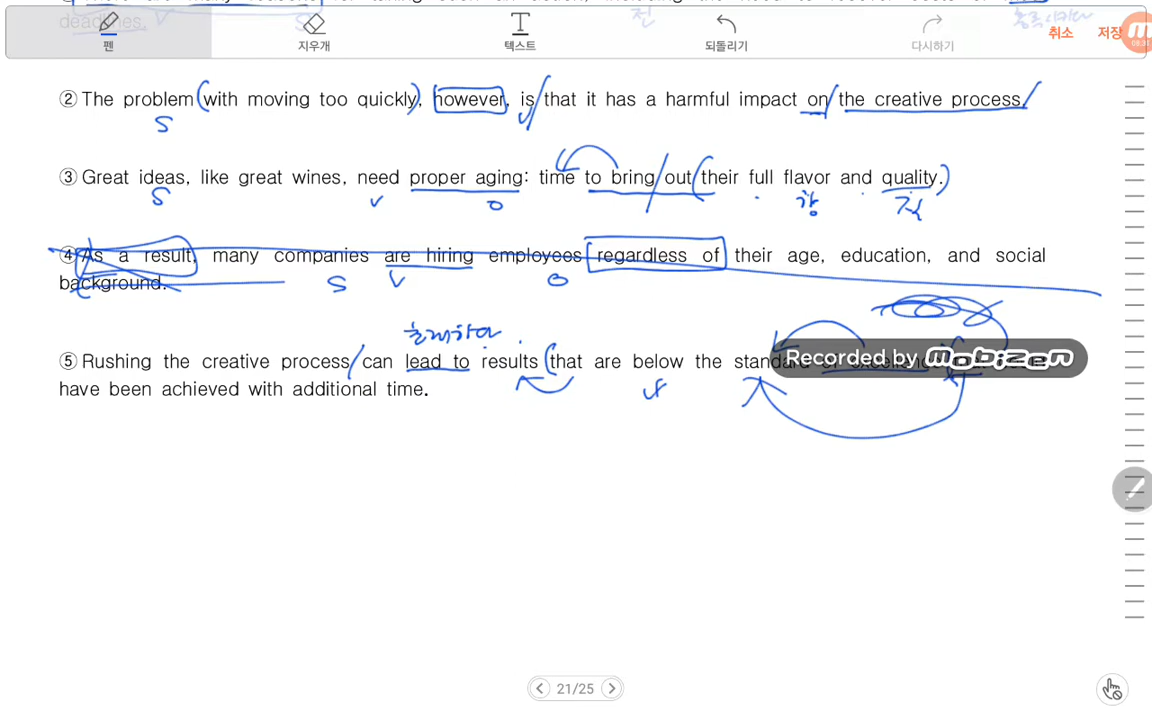 deadlines.
펜
지우개
텍스트
되돌리기
다시하기
취소
저장
② The problem (with moving too quickly), however, is that it has a harmful impact on the creative process.
S
③ Great ideas, like great wines, need proper aging: time to bring out (their full flavor and quality.)
S v o 향 질
④ As a result, many companies are hiring employees regardless of their age, education, and social
background.
S v o
⑤ Rushing the creative process can lead to results (that are below the standard
have been achieved with additional time.
Recorded by mobizen
21/25